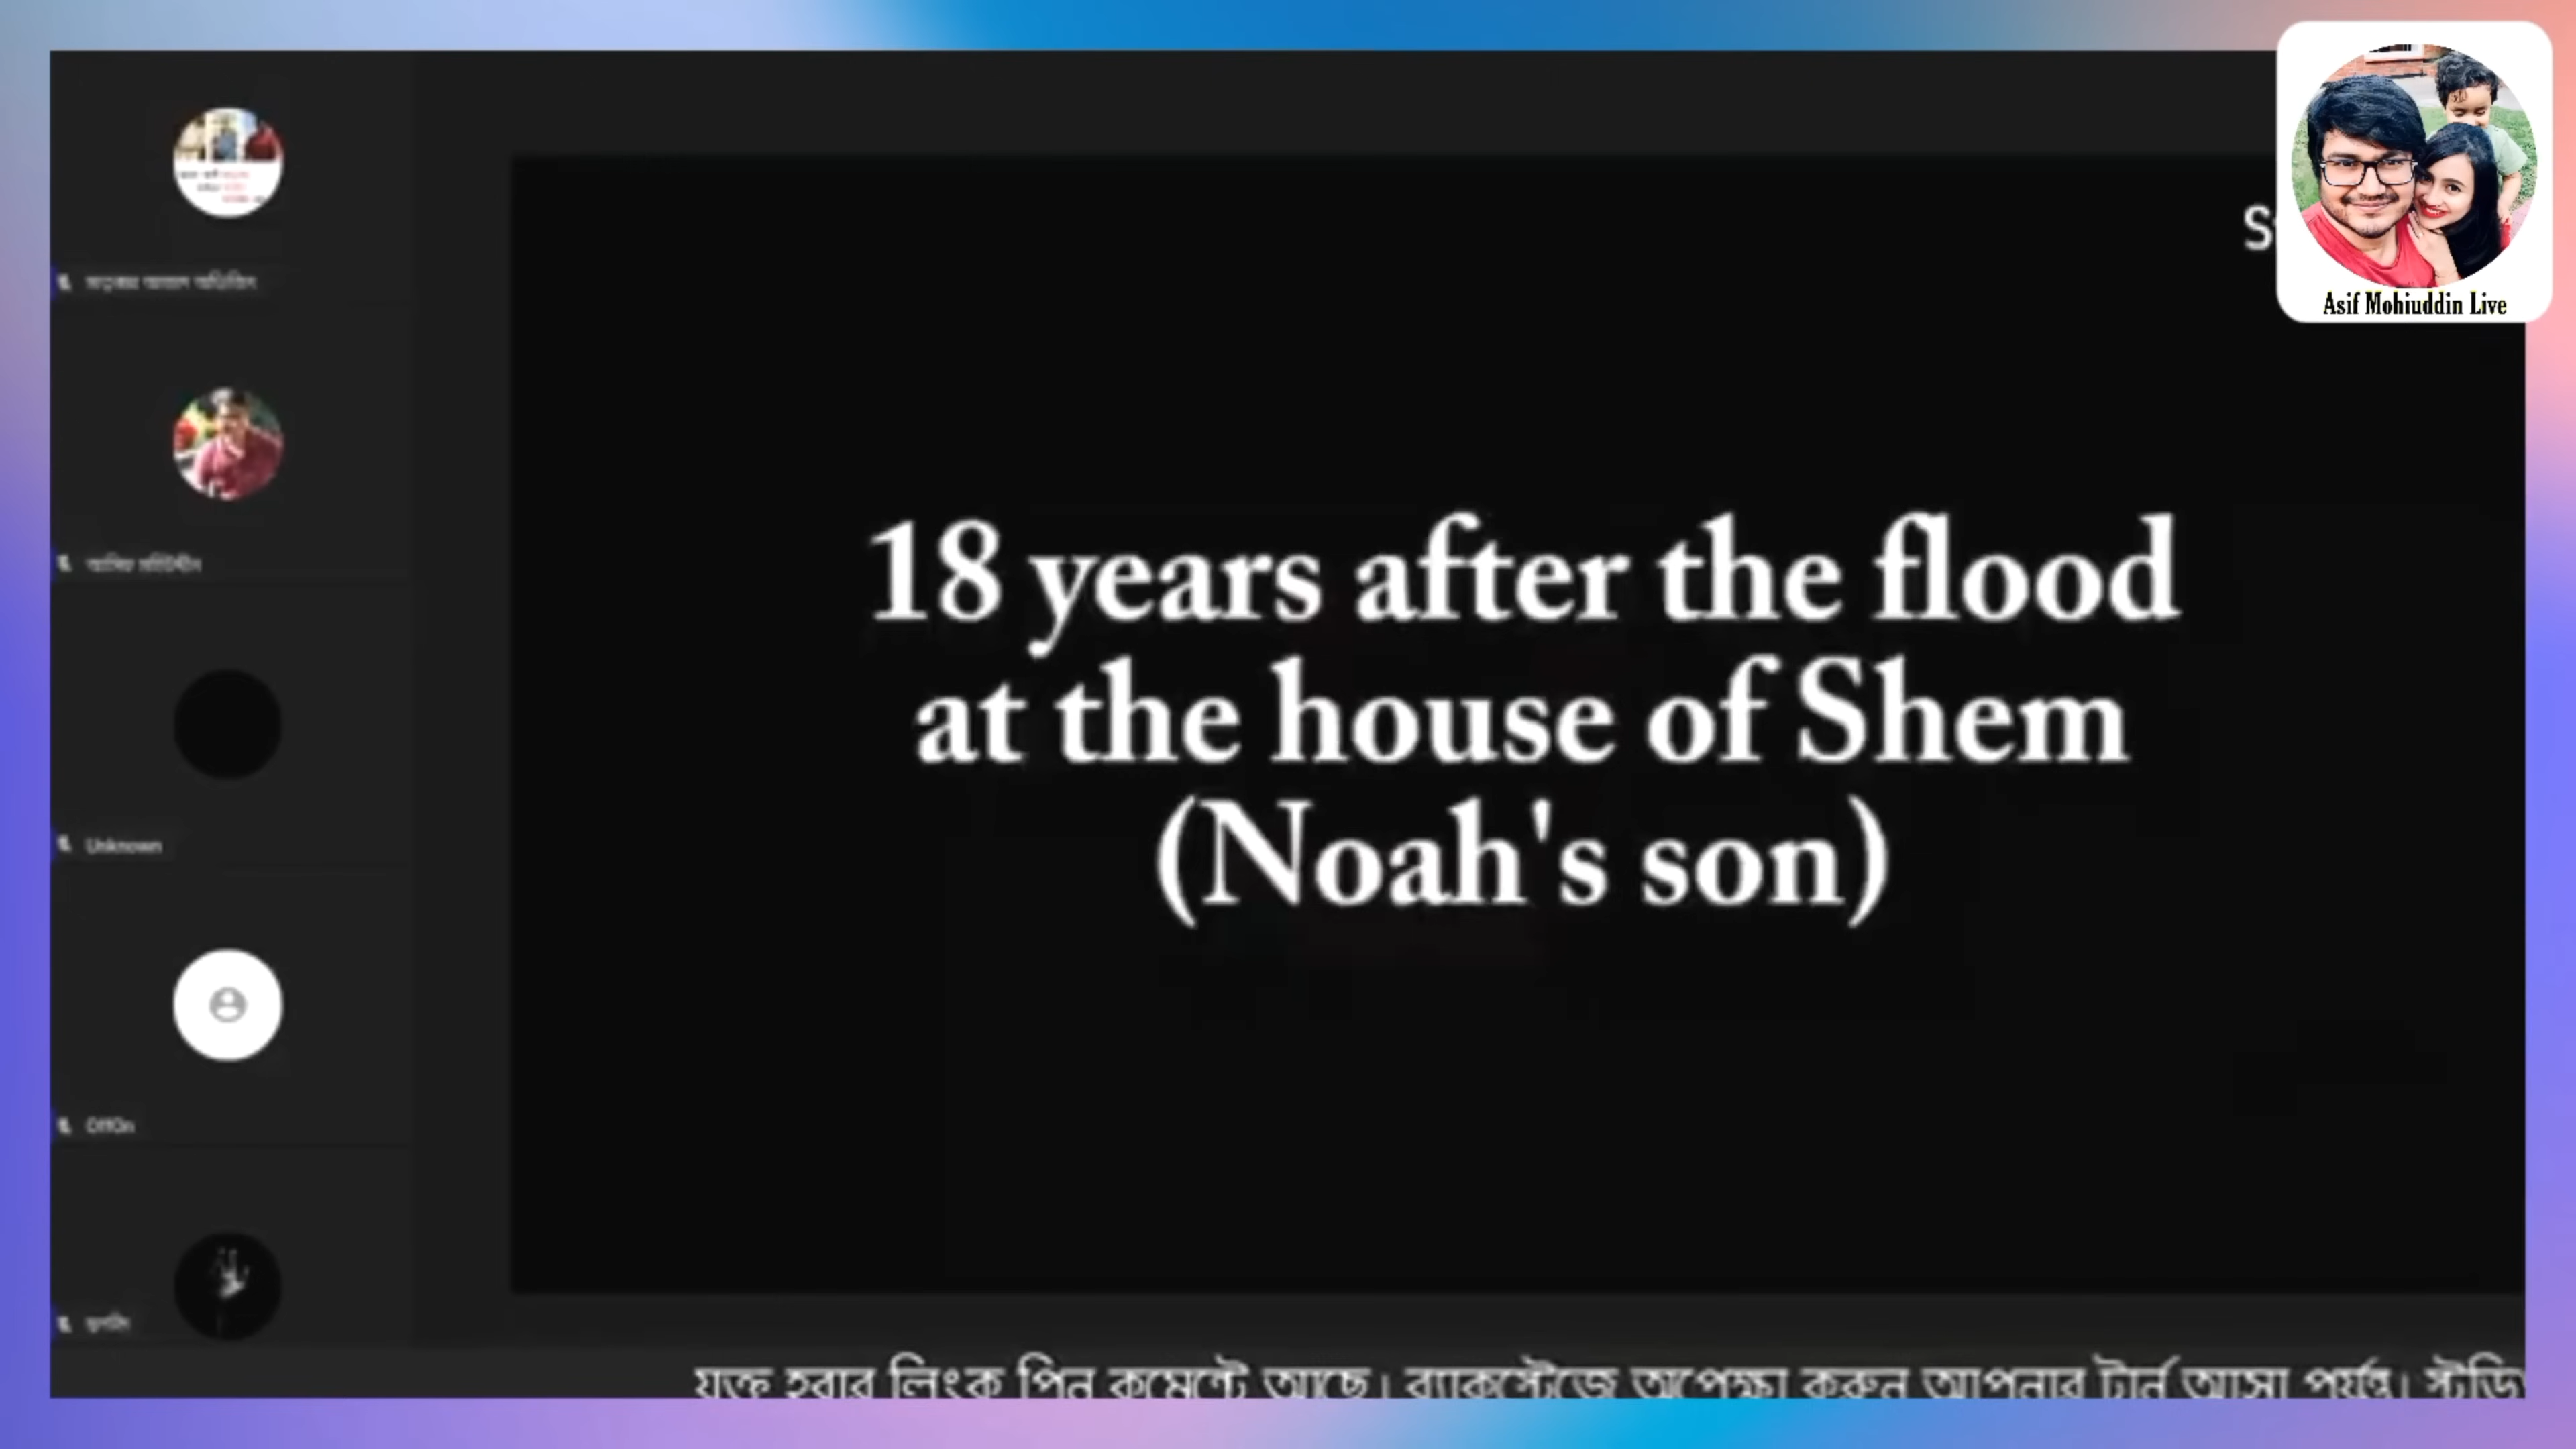 Asif Mohiuddin Live
18 years after the flood
at the house of Shem
(Noah's son)
Unknown
OffOn
যুক্ত হবার লিংক পিন কমেন্টে আছে। ব্যাকস্টেজে অপেক্ষা করুন আপনার টার্ন আসা পর্যন্ত। স্টুডি